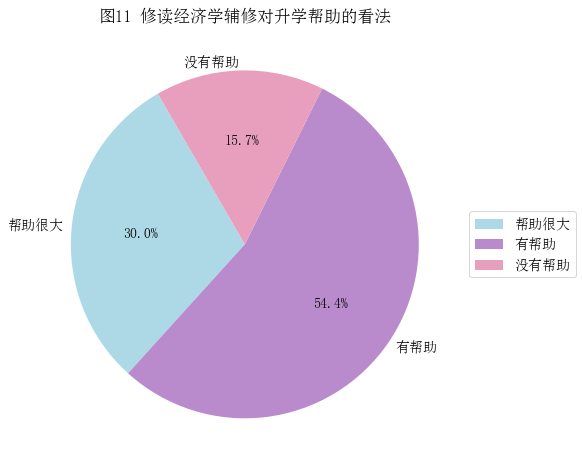 图11 修读经济学辅修对升学帮助的看法
没有帮助
15.7%
帮助很大
30.0%
54.4%
有帮助
帮助很大
有帮助
没有帮助